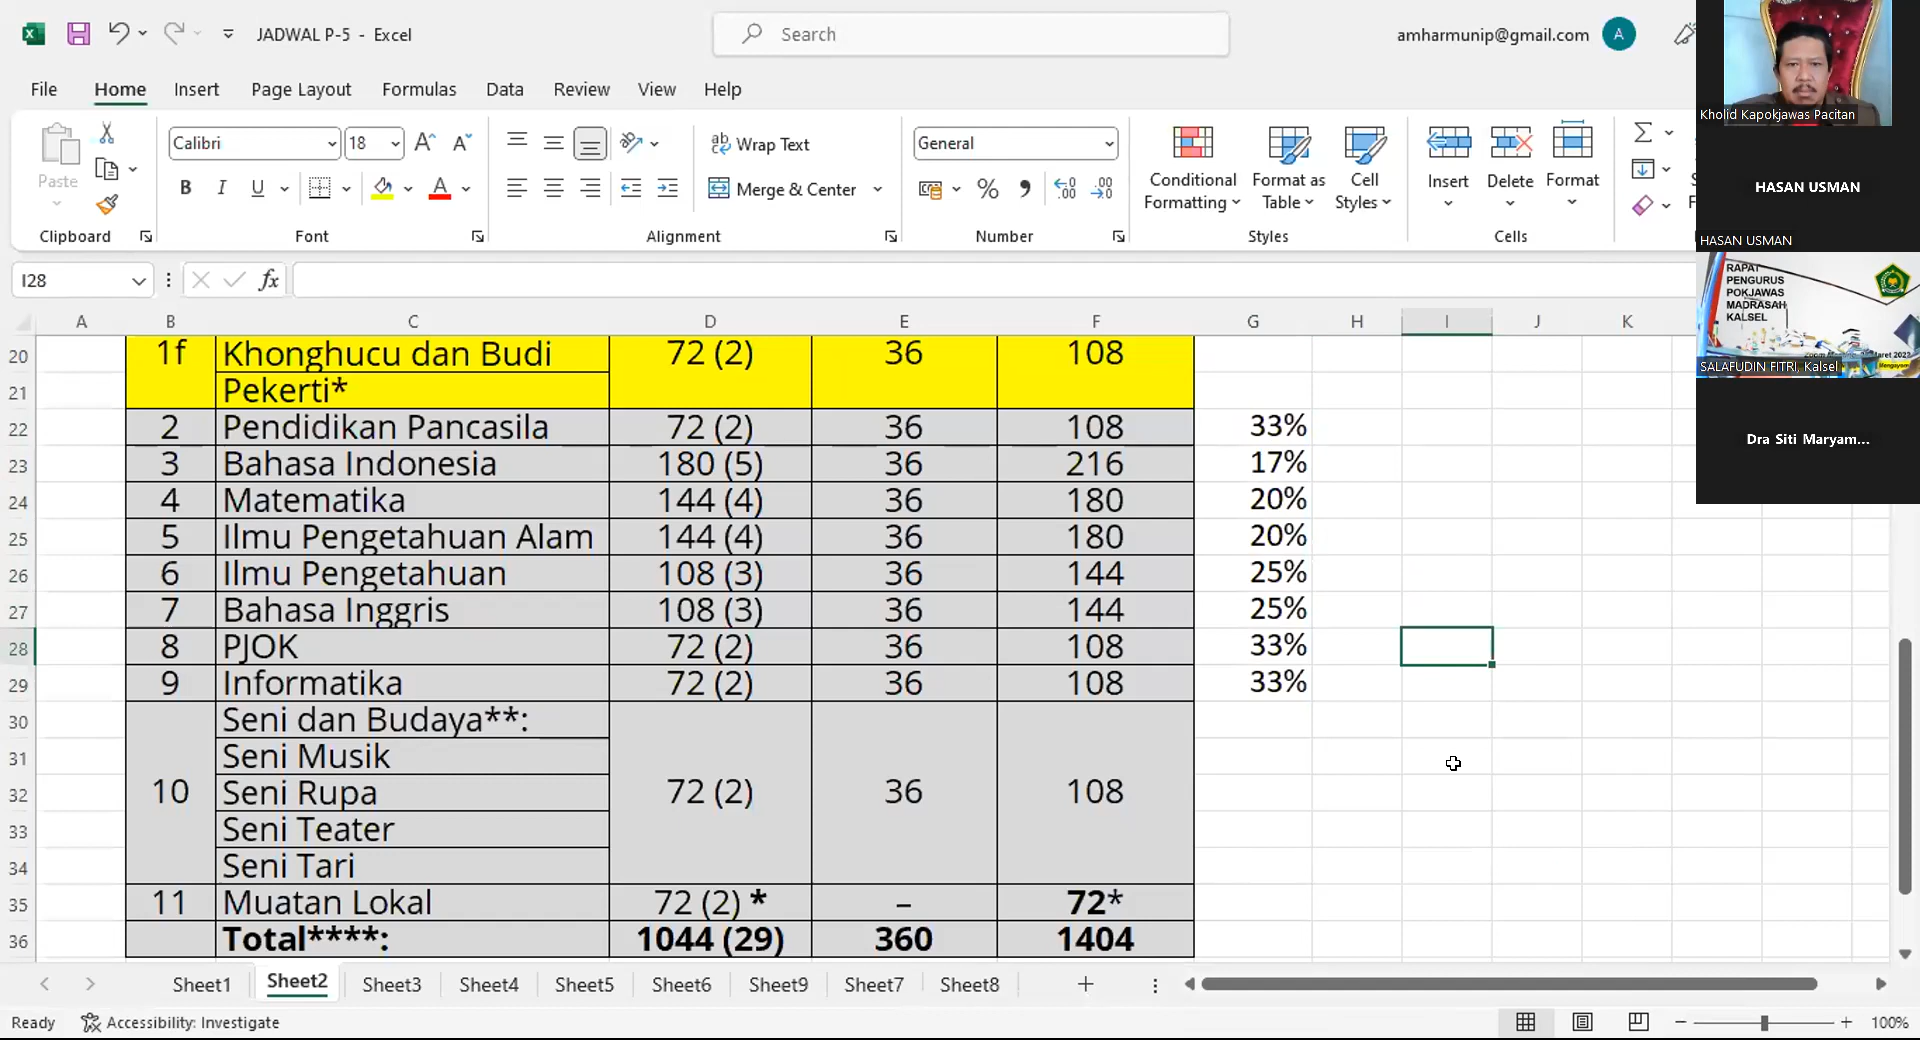 JADWAL P-5 - Excel
Search
amharmunip@gmail.com
A
File Home Insert Page Layout Formulas Data Review View Help
Paste
Calibri 18
B I U A
Wrap Text
Merge & Center
General
Conditional Formatting
Format as Table
Cell Styles
Insert Delete Format
Clipboard Font Alignment Number Styles Cells
I28
fx
A B C D E F G H I J K
20 1f Khonghucu dan Budi 72 (2) 36 108
21 Pekerti*
22 2 Pendidikan Pancasila 72 (2) 36 108 33%
23 3 Bahasa Indonesia 180 (5) 36 216 17%
24 4 Matematika 144 (4) 36 180 20%
25 5 Ilmu Pengetahuan Alam 144 (4) 36 180 20%
26 6 Ilmu Pengetahuan 108 (3) 36 144 25%
27 7 Bahasa Inggris 108 (3) 36 144 25%
28 8 PJOK 72 (2) 36 108 33%
29 9 Informatika 72 (2) 36 108 33%
30 Seni dan Budaya**:
31 Seni Musik
32 10 Seni Rupa 72 (2) 36 108
33 Seni Teater
34 Seni Tari
35 11 Muatan Lokal 72 (2) * – 72*
36 Total****: 1044 (29) 360 1404
Sheet1 Sheet2 Sheet3 Sheet4 Sheet5 Sheet6 Sheet9 Sheet7 Sheet8
Ready
Accessibility: Investigate
100%
Kholid Kapokjawas Pacitan
HASAN USMAN
HASAN USMAN
RAPAT
PENGURUS
POKJAWAS
MADRASAH
KALSEL
SALAFUDIN FITRI, Kalsel
Dra Siti Maryam...